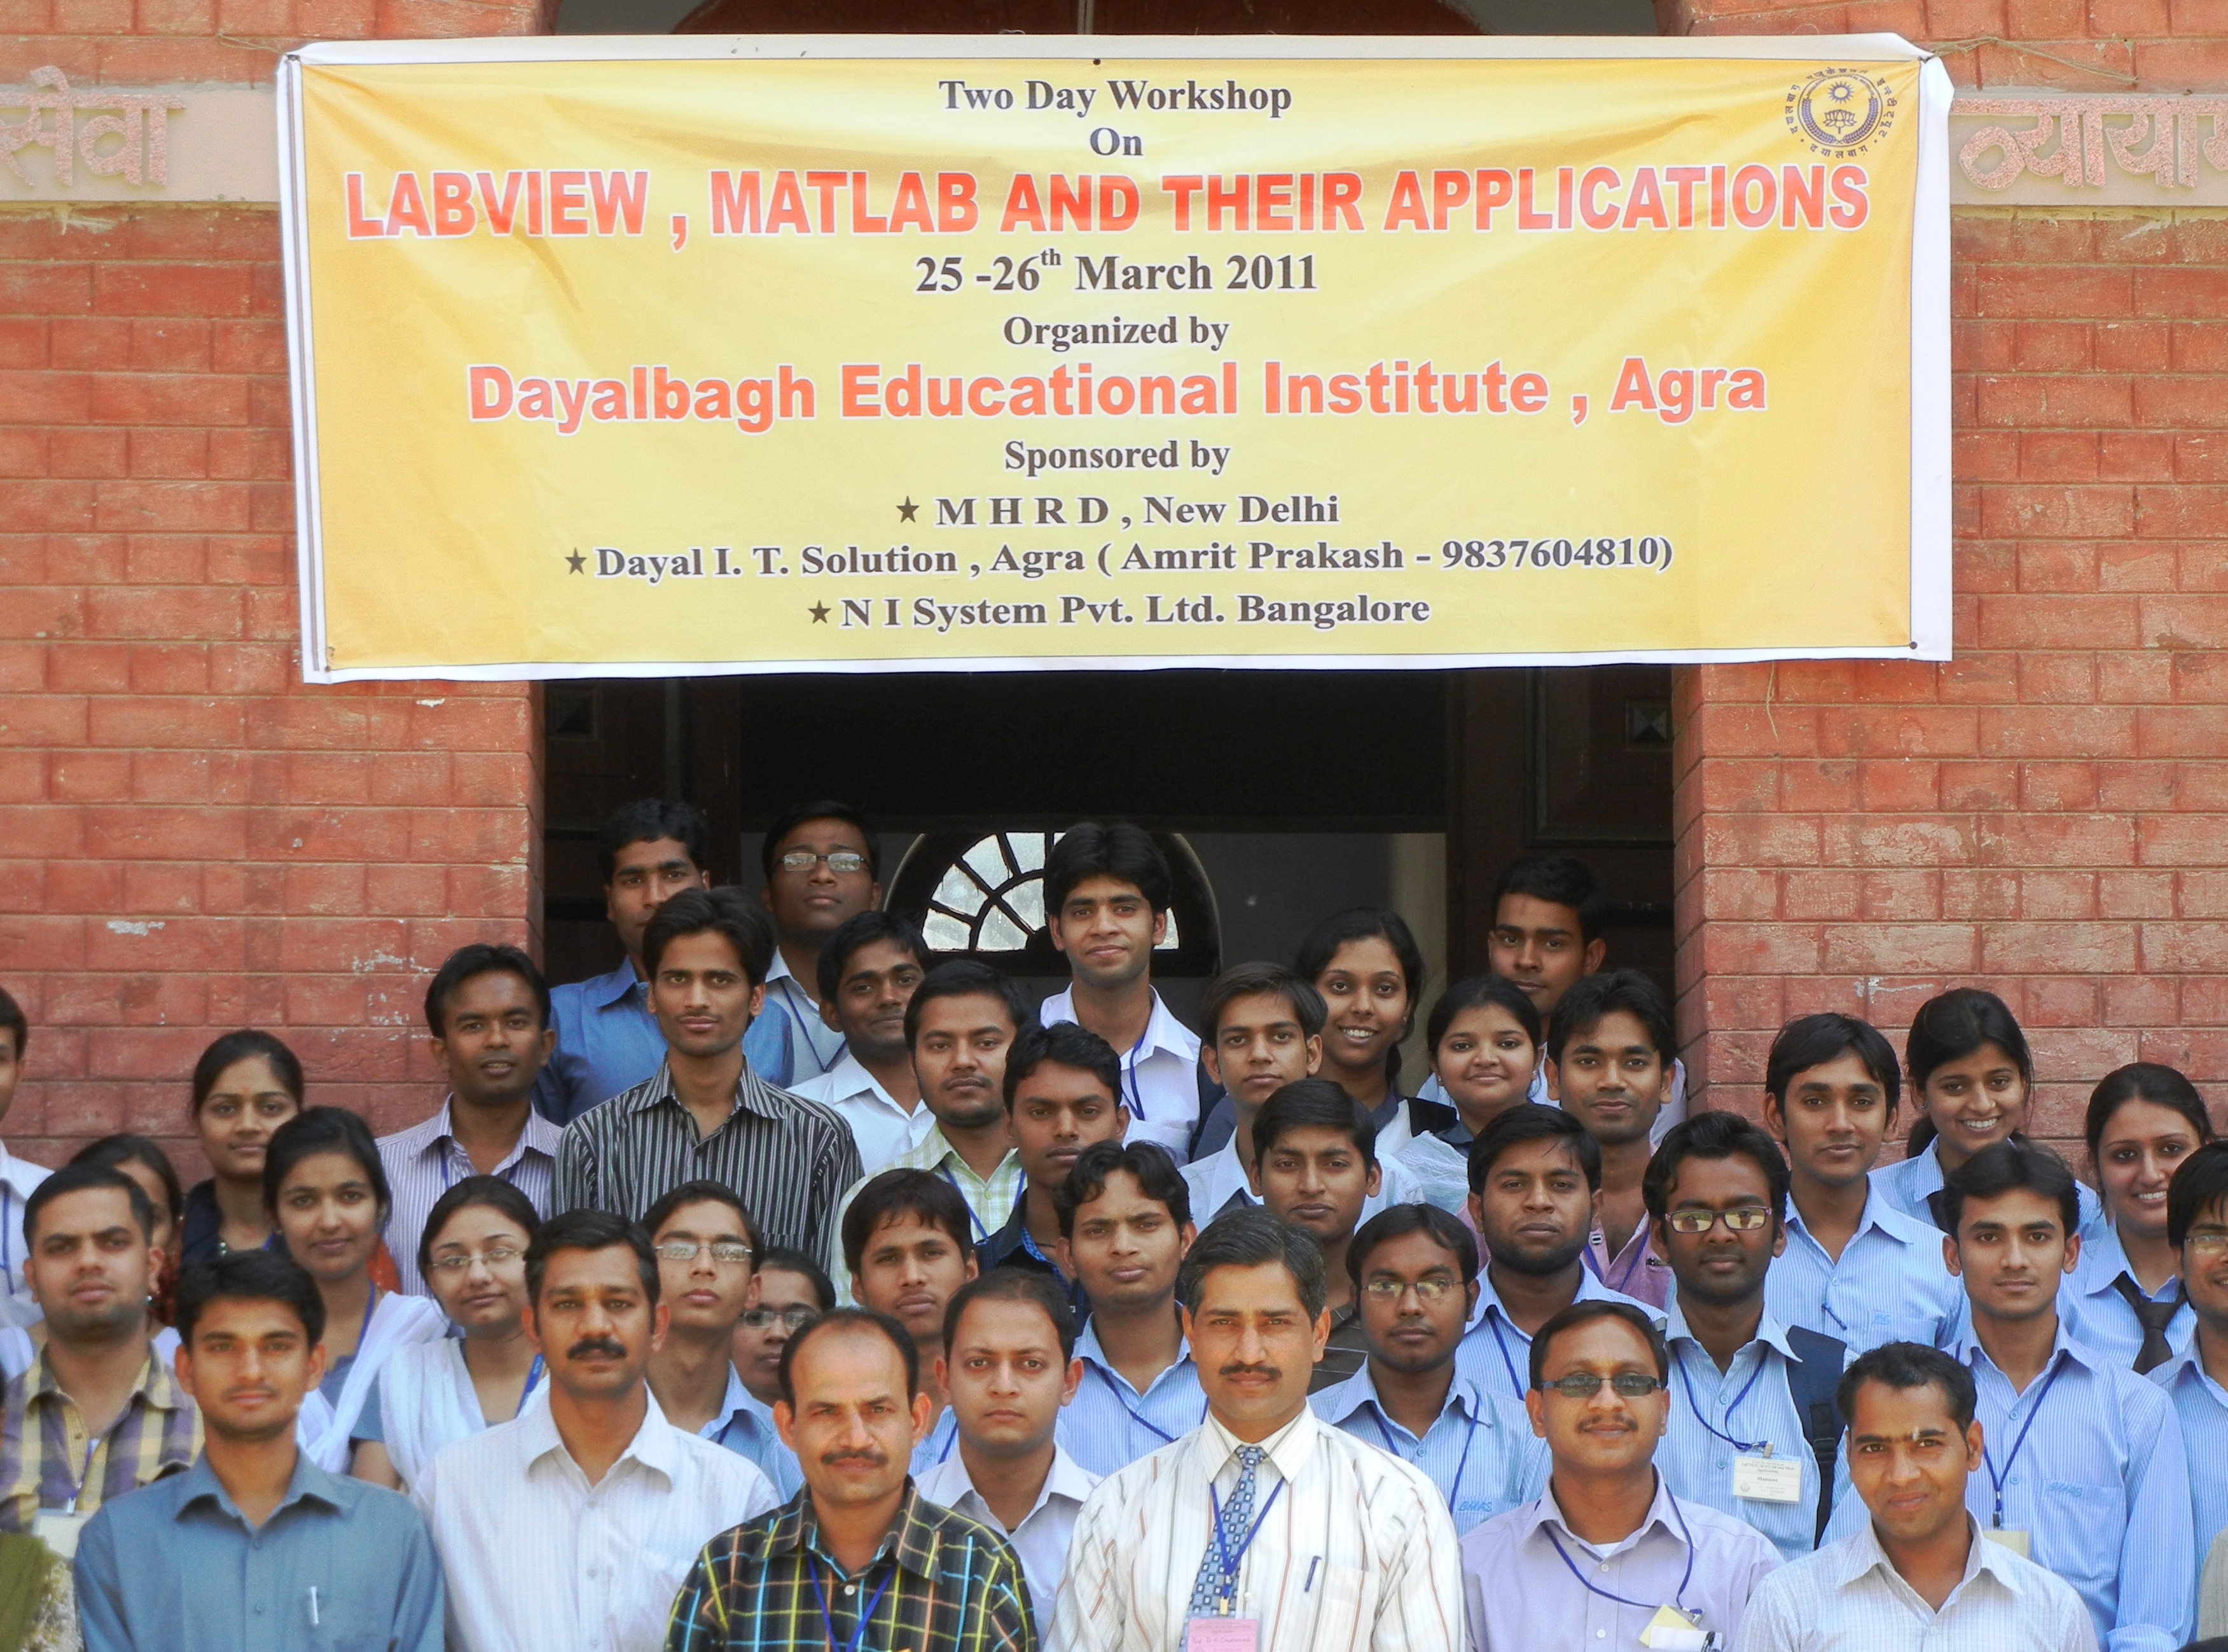 Two Day Workshop
On
LABVIEW , MATLAB AND THEIR APPLICATIONS
25 -26th March 2011
Organized by
Dayalbagh Educational Institute , Agra
Sponsored by
★ M H R D , New Delhi
★ Dayal I. T. Solution , Agra ( Amrit Prakash - 9837604810)
★ N I System Pvt. Ltd. Bangalore
सेवा